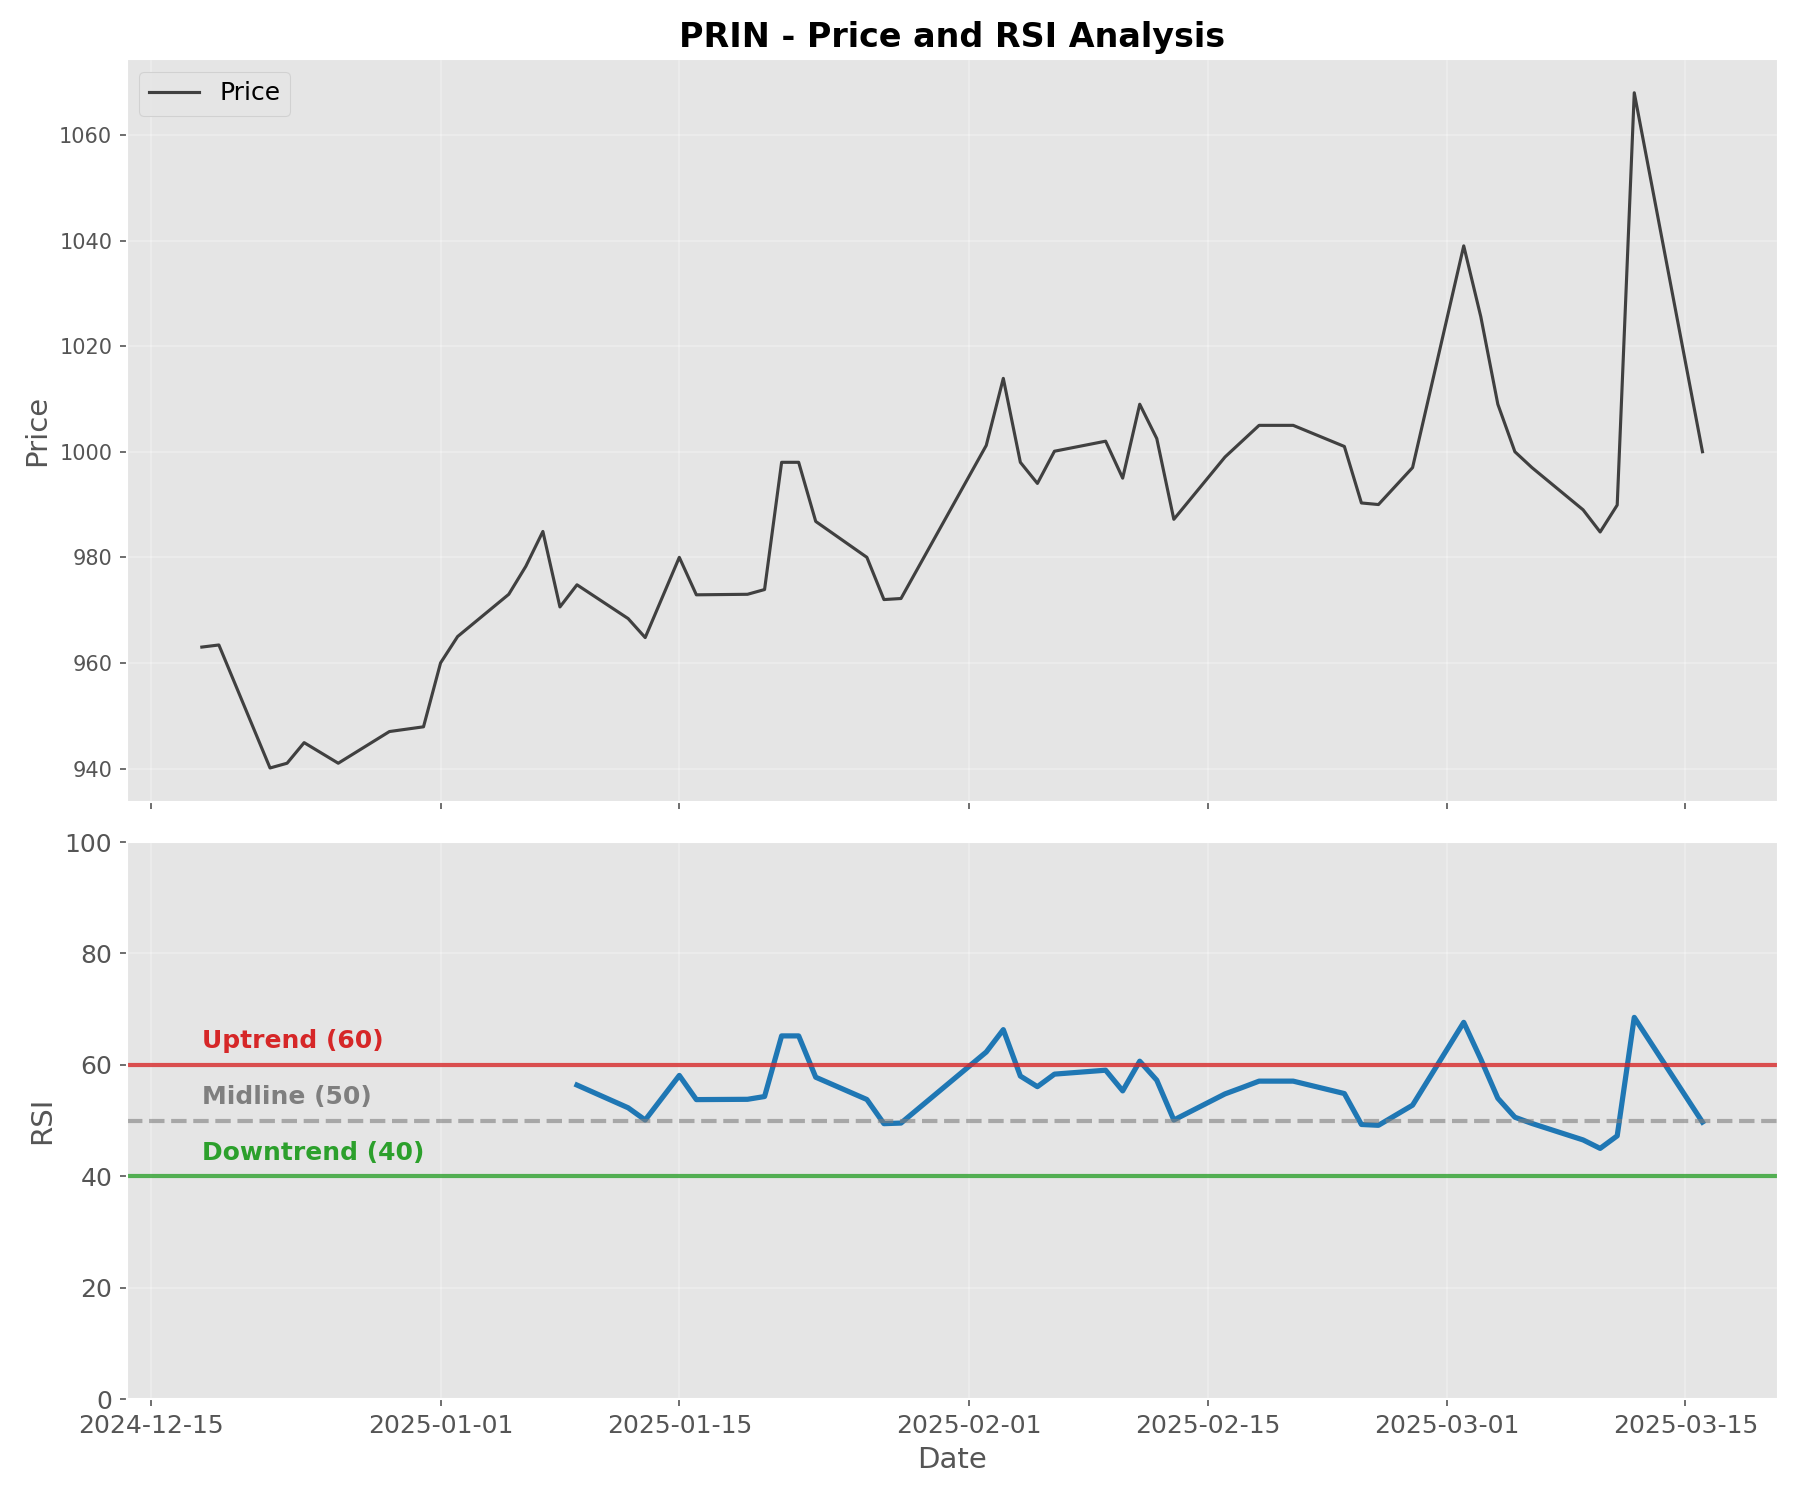 PRIN - Price and RSI Analysis
Price
1060
1040
1020
1000
980
960
940
Price
100
80
60
40
20
0
RSI
Uptrend (60)
Midline (50)
Downtrend (40)
2024-12-15 2025-01-01 2025-01-15 2025-02-01 2025-02-15 2025-03-01 2025-03-15
Date